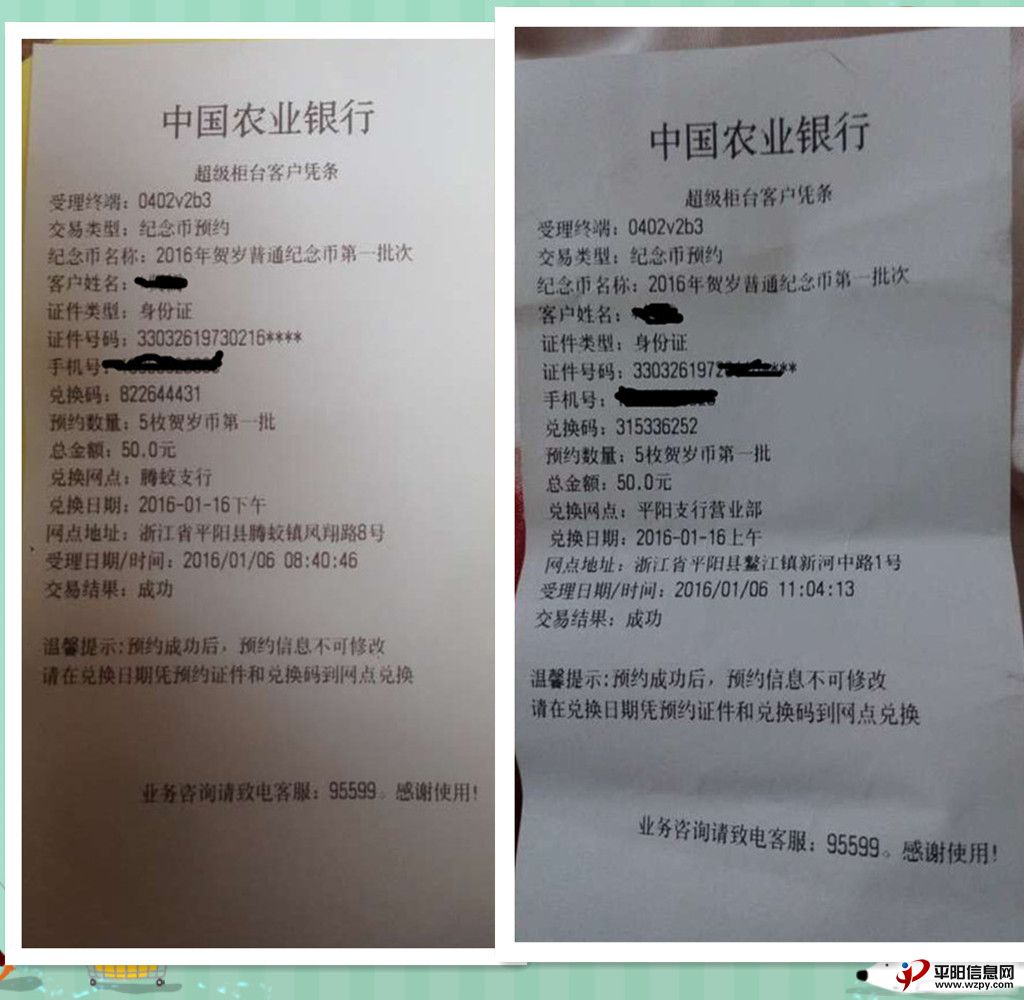 中国农业银行
超级柜台客户凭条
受理终端：0402v2b3
交易类型：纪念币预约
纪念币名称：2016年贺岁普通纪念币第一批次
客户姓名：
证件类型：身份证
证件号码：33032619730216****
手机号
兑换码：822644431
预约数量：5枚贺岁币第一批
总金额：50.0元
兑换网点：腾蛟支行
兑换日期：2016-01-16下午
网点地址：浙江省平阳县腾蛟镇凤翔路8号
受理日期/时间：2016/01/06 08:40:46
交易结果：成功
温馨提示:预约成功后，预约信息不可修改
请在兑换日期凭预约证件和兑换码到网点兑换
业务咨询请致电客服：95599。感谢使用!
中国农业银行
超级柜台客户凭条
受理终端：0402v2b3
交易类型：纪念币预约
纪念币名称：2016年贺岁普通纪念币第一批次
客户姓名：
证件类型：身份证
证件号码：3303261972**
手机号：
兑换码：315336252
预约数量：5枚贺岁币第一批
总金额：50.0元
兑换网点：平阳支行营业部
兑换日期：2016-01-16上午
网点地址：浙江省平阳县鳌江镇新河中路1号
受理日期/时间：2016/01/06 11:04:13
交易结果：成功
温馨提示:预约成功后，预约信息不可修改
请在兑换日期凭预约证件和兑换码到网点兑换
业务咨询请致电客服：95599。感谢使用!
平阳信息网
www.wzpy.com